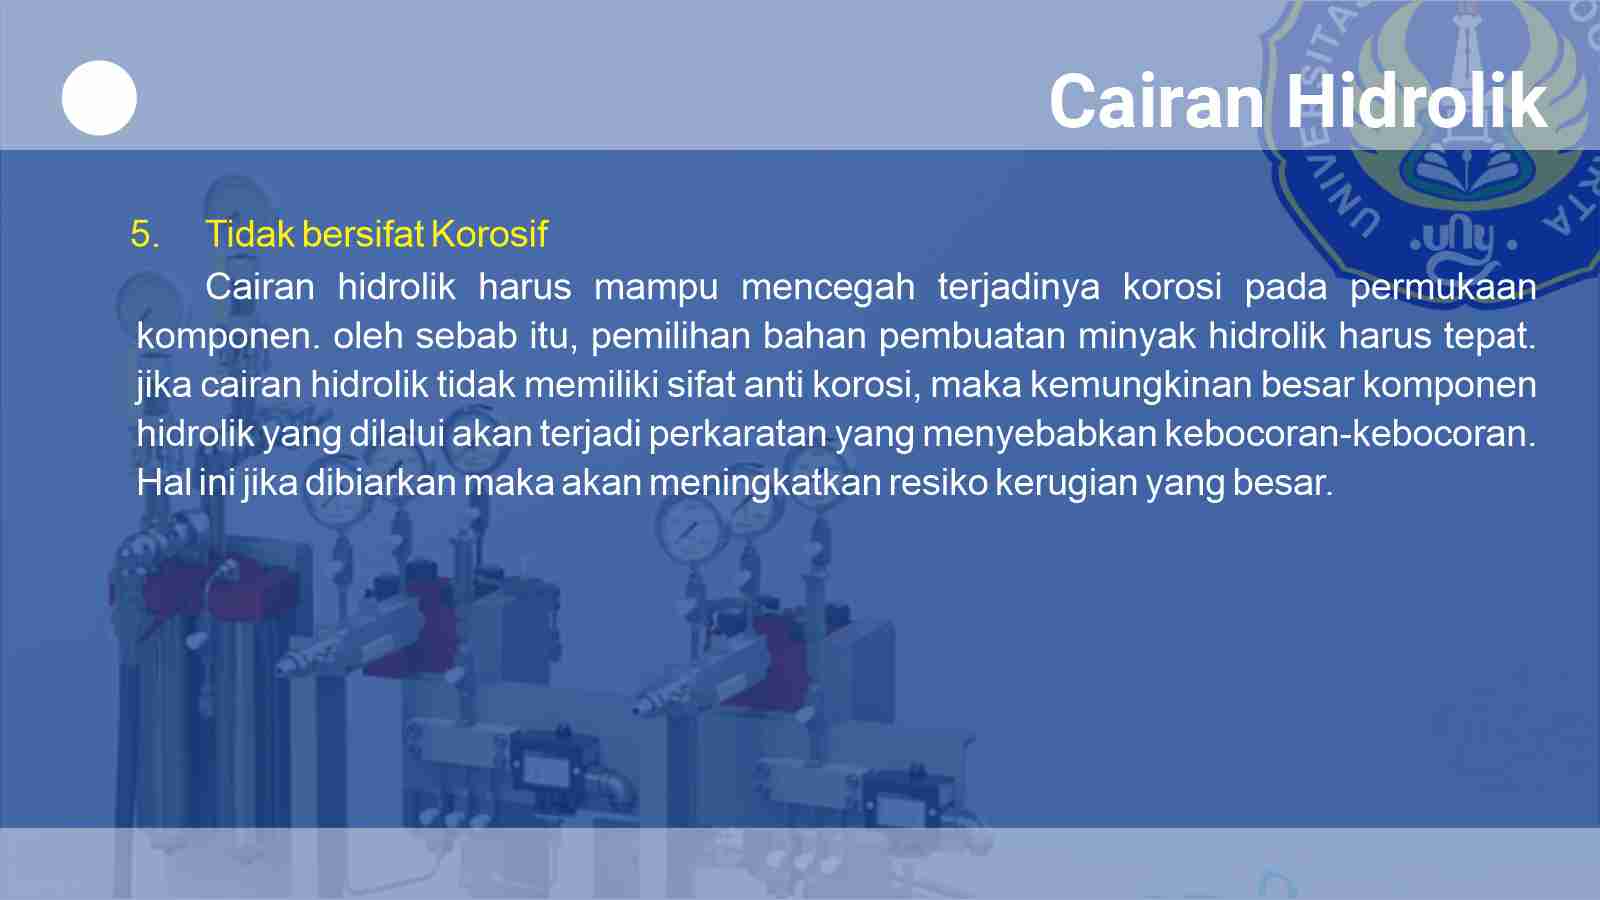 Cairan Hidrolik
5. Tidak bersifat Korosif
Cairan hidrolik harus mampu mencegah terjadinya korosi pada permukaan
komponen. oleh sebab itu, pemilihan bahan pembuatan minyak hidrolik harus tepat.
jika cairan hidrolik tidak memiliki sifat anti korosi, maka kemungkinan besar komponen
hidrolik yang dilalui akan terjadi perkaratan yang menyebabkan kebocoran-kebocoran.
Hal ini jika dibiarkan maka akan meningkatkan resiko kerugian yang besar.
UNIVERSITAS
uny